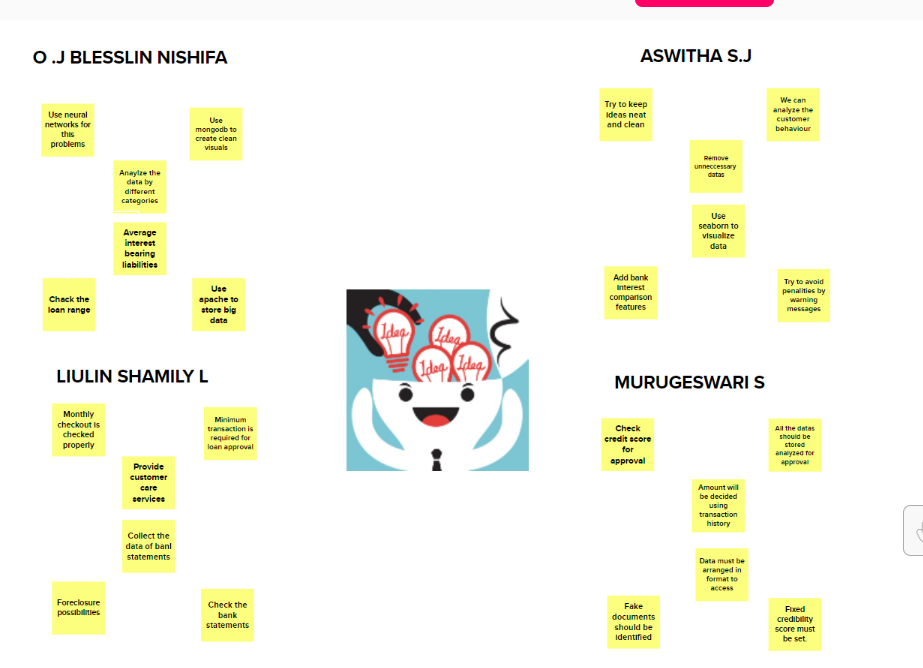 O .J BLESSLIN NISHIFA
Use neural
networks for
this
problems
Use
mongodb to
create clean
visuals
Anaylze the
data by
different
categories
Average
interest
bearing
liabilities
Chack the
loan range
Use
apache to
store big
data
ASWITHA S.J
Try to keep
ideas neat
and clean
We can
analyze the
customer
behaviour
Remove
unneccessary
datas
Use
seaborn to
visualize
data
Add bank
interest
comparison
features
Try to avoid
penalities by
warning
messages
Idea
Idea
Idea
Idea
LIULIN SHAMILY L
Monthly
checkout is
checked
properly
Minimum
transaction is
required for
loan approval
Provide
customer
care
services
Collect the
data of banl
statements
Foreclosure
possibilities
Check the
bank
statements
MURUGESWARI S
Check
credit score
for
approval
All the datas
should be
stored
analyzed for
approval
Amount will
be decided
using
transaction
history
Data must be
arranged in
format to
access
Fake
documents
should be
identified
Fixed
credibility
score must
be set.